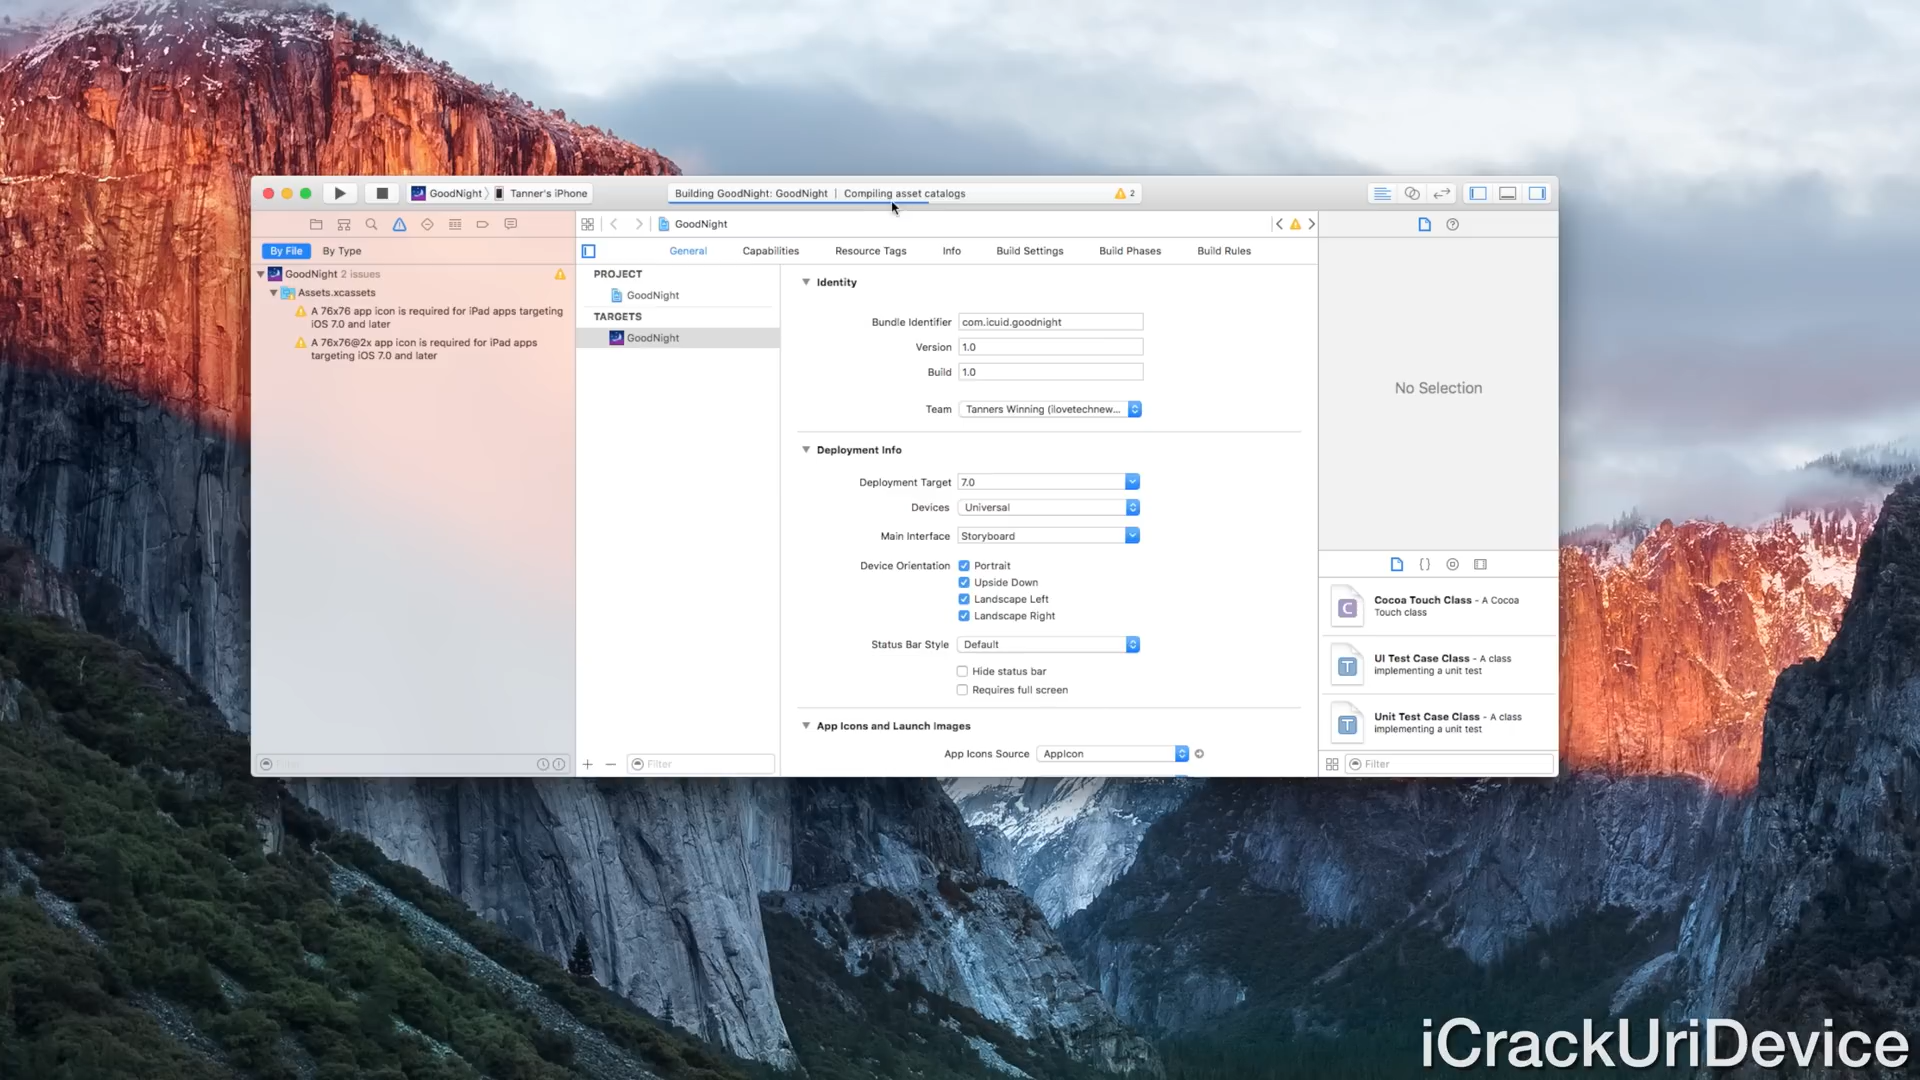 GoodNight Tanner's iPhone
Building GoodNight: GoodNight | Compiling asset catalogs
2
GoodNight
By File By Type
General Capabilities Resource Tags Info Build Settings Build Phases Build Rules
GoodNight 2 issues
Assets.xcassets
A 76x76 app icon is required for iPad apps targeting
iOS 7.0 and later
A 76x76@2x app icon is required for iPad apps
targeting iOS 7.0 and later
Filter
PROJECT
GoodNight
TARGETS
GoodNight
Filter
Identity
Bundle Identifier com.icuid.goodnight
Version 1.0
Build 1.0
Team Tanners Winning (ilovetechnew...
Deployment Info
Deployment Target 7.0
Devices Universal
Main Interface Storyboard
Device Orientation Portrait
Upside Down
Landscape Left
Landscape Right
Status Bar Style Default
Hide status bar
Requires full screen
App Icons and Launch Images
App Icons Source AppIcon
No Selection
C
Cocoa Touch Class - A Cocoa
Touch class
T
UI Test Case Class - A class
implementing a unit test
T
Unit Test Case Class - A class
implementing a unit test
Filter
iCrackUriDevice